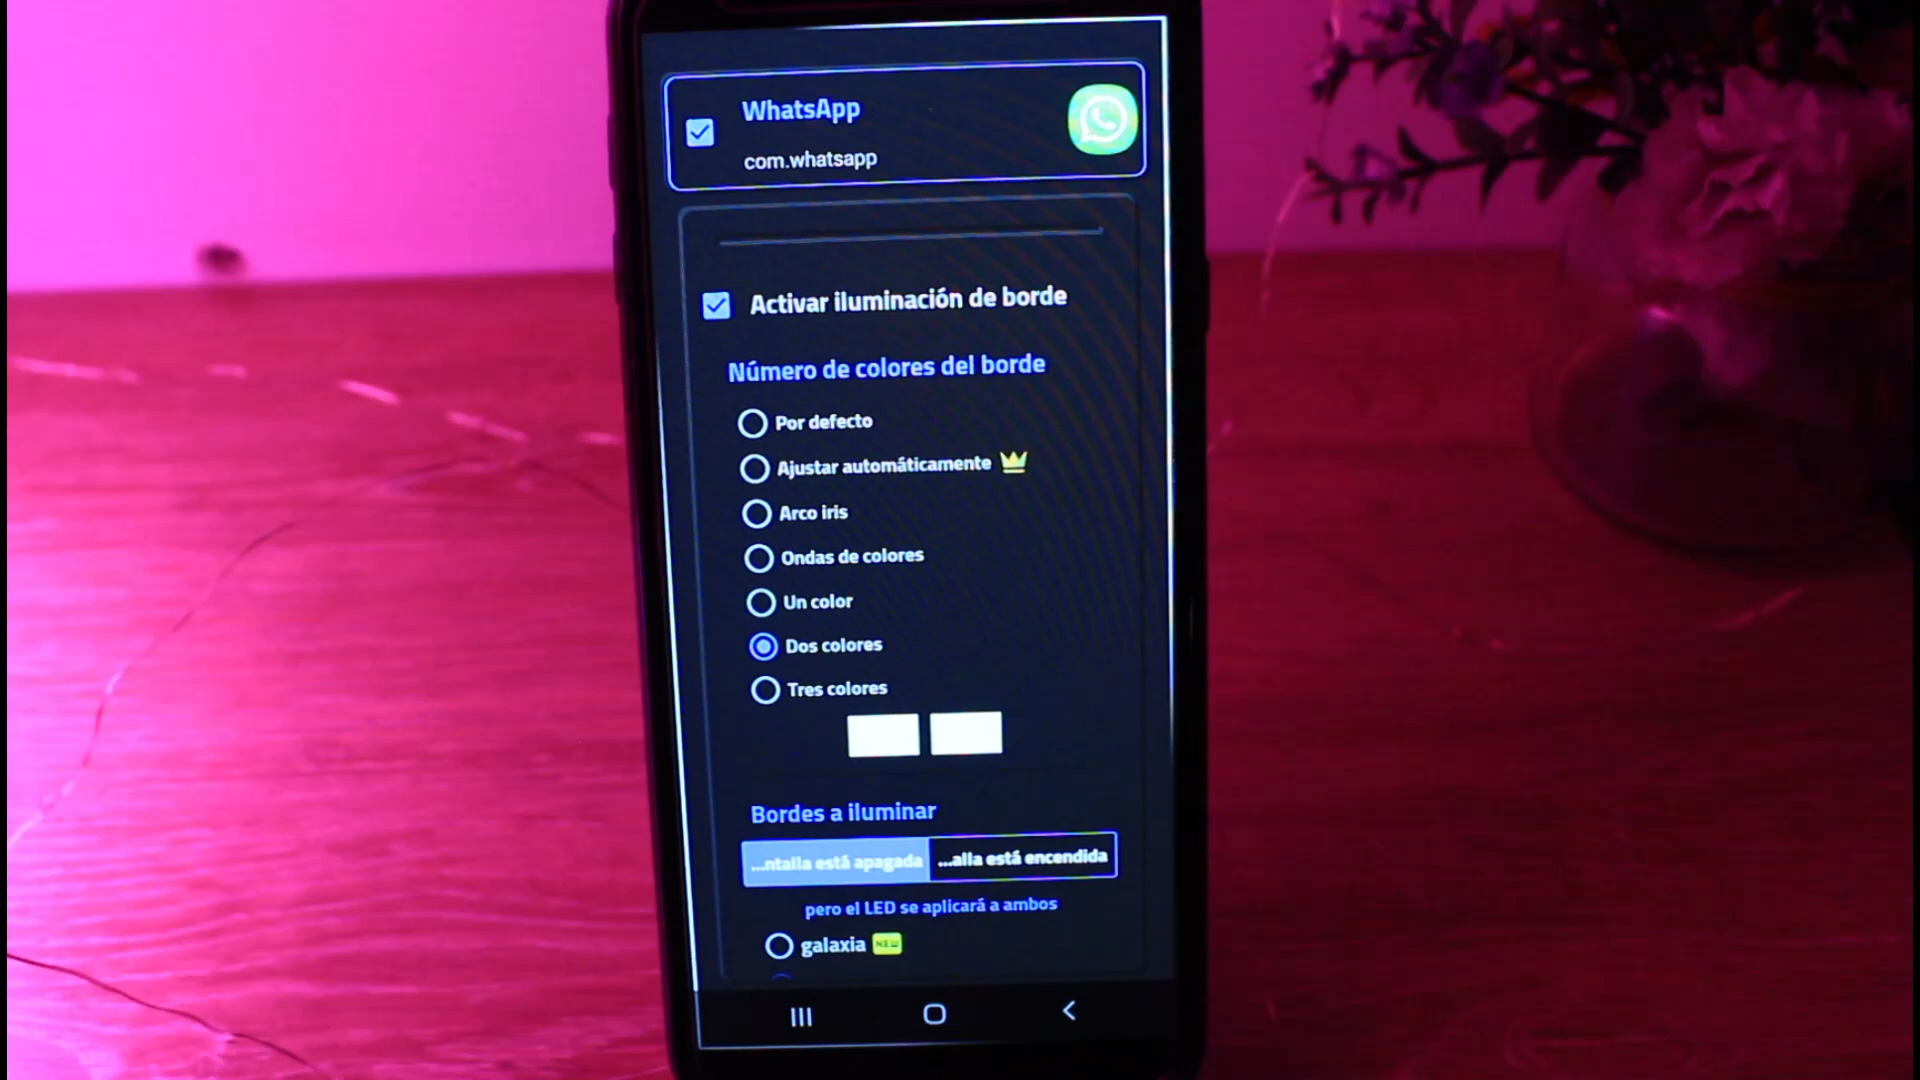 WhatsApp
com.whatsapp
Activar iluminación de borde
Número de colores del borde
Por defecto
Ajustar automáticamente
Arco iris
Ondas de colores
Un color
Dos colores
Tres colores
Bordes a iluminar
...ntalla está apagada ...alla está encendida
pero el LED se aplicará a ambos
galaxia NEW